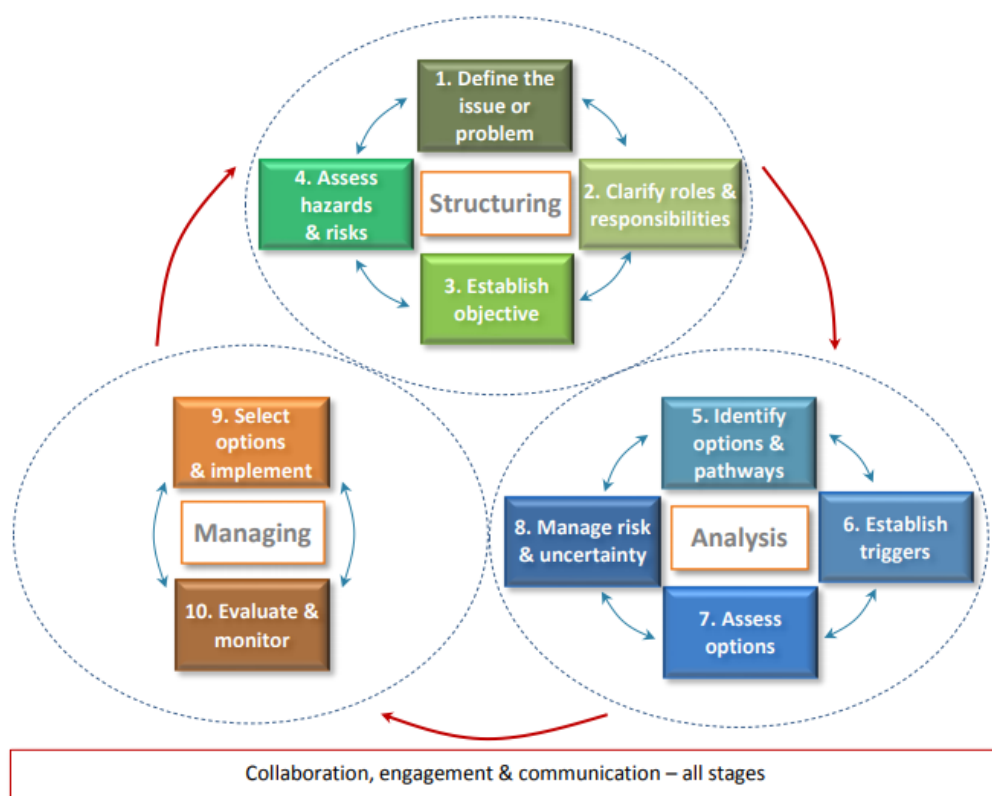 1. Define the
issue or
problem
4. Assess
hazards
& risks
Structuring
2. Clarify roles &
responsibilities
3. Establish
objective
9. Select
options
& implement
Managing
10. Evaluate &
monitor
5. Identify
options &
pathways
8. Manage risk
& uncertainty
Analysis
6. Establish
triggers
7. Assess
options
Collaboration, engagement & communication – all stages